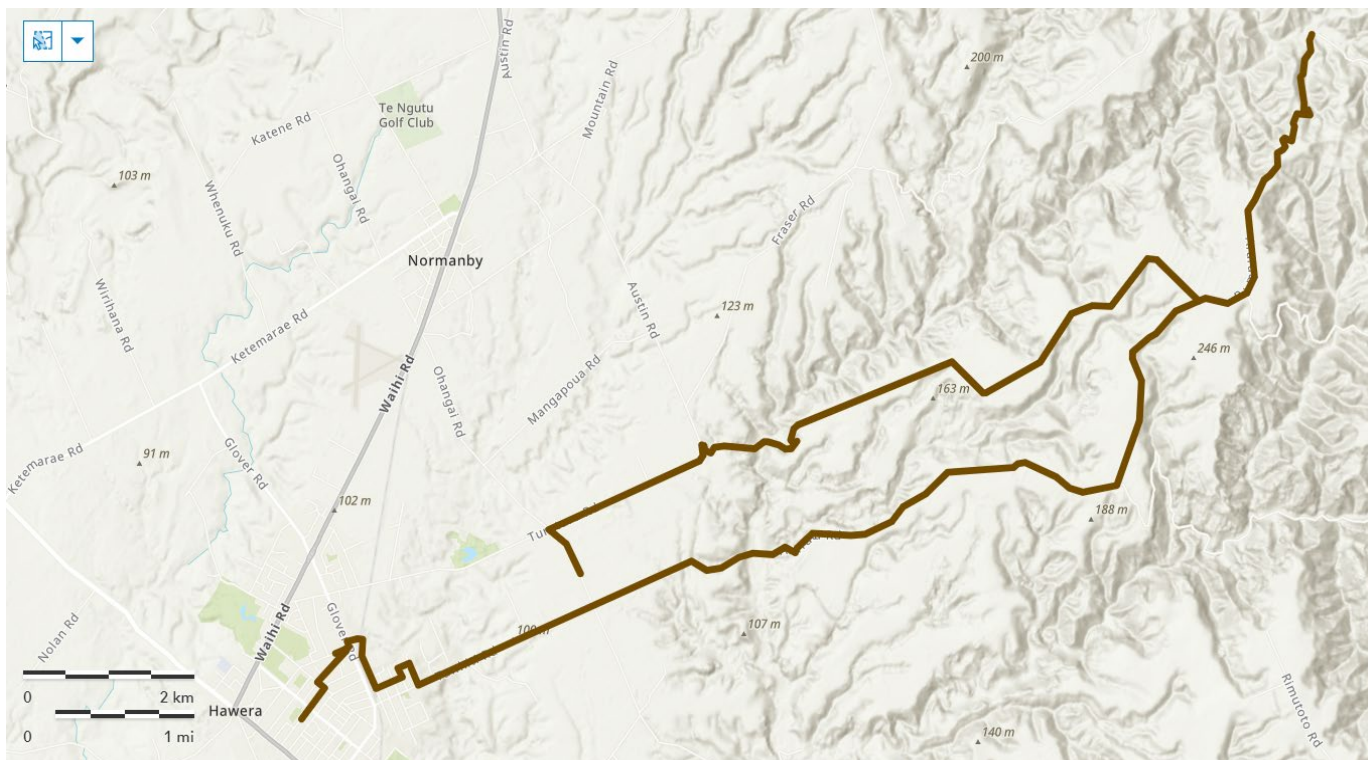 Austin Rd
200 m
Te Ngutu
Golf Club
Mountain Rd
Katene Rd
Ohangai Rd
103 m
Whenuku Rd
Fraser Rd
Normanby
Wirihana Rd
Austin Rd
123 m
Ketemarae Rd
246 m
Waihi Rd
Ohangai Rd
Mangapoua Rd
163 m
Ketemarae Rd
Glover Rd
91 m
102 m
188 m
Waihi Rd
Glover Rd
107 m
100 m
Nolan Rd
0
2 km
Hawera
0
1 mi
140 m
Rimutoto Rd